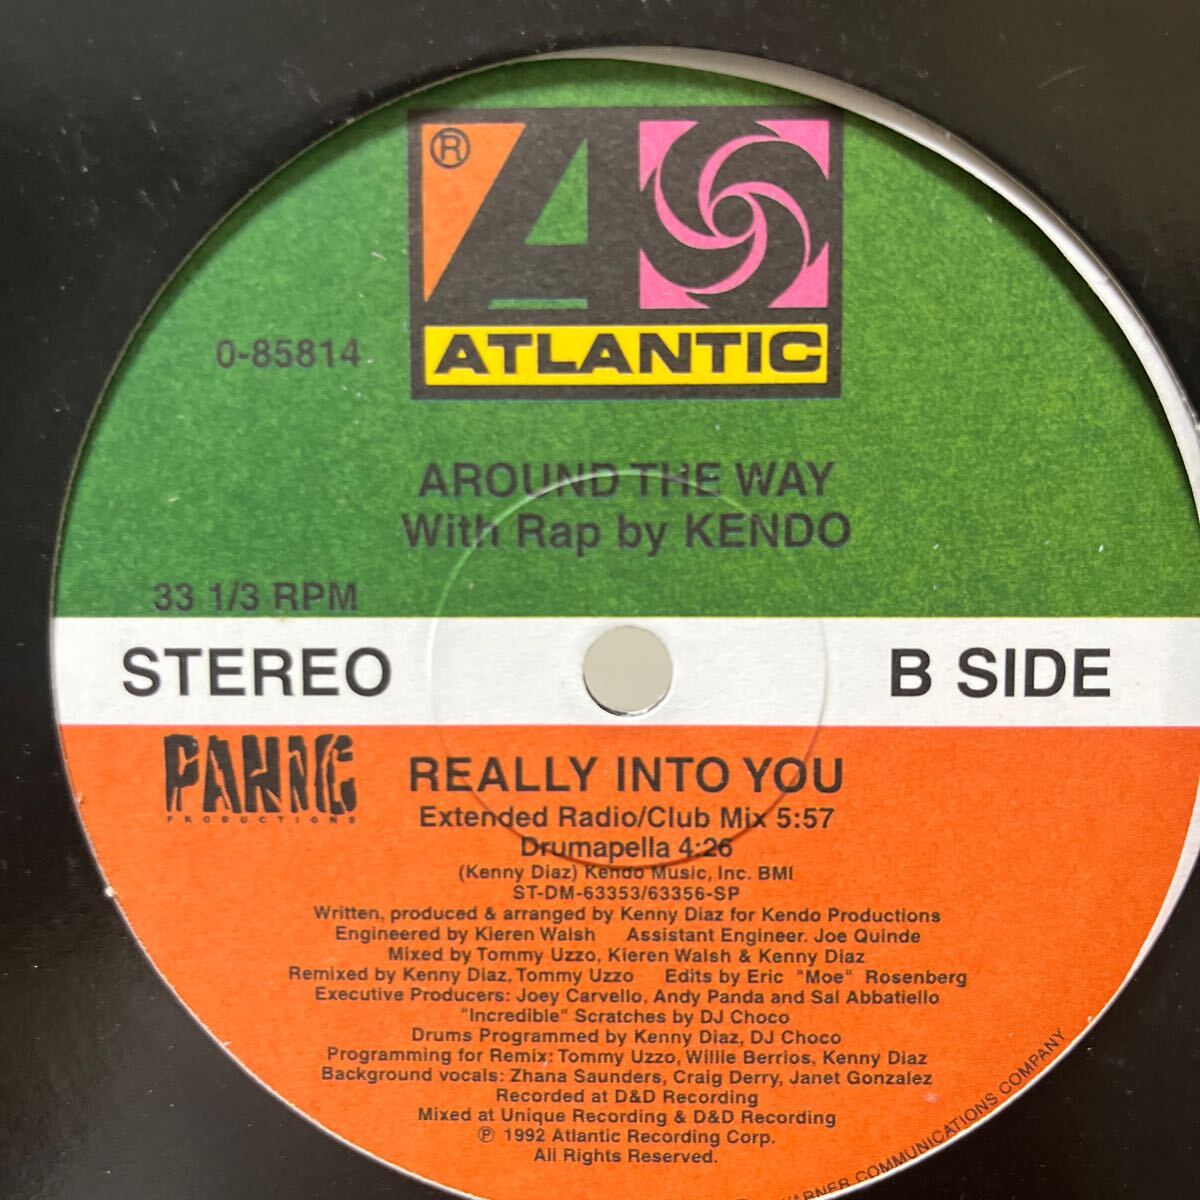 ®
ATLANTIC
0-85814
AROUND THE WAY
With Rap by KENDO
33 1/3 RPM
STEREO
B SIDE
PANIC
PRODUCTIONS
REALLY INTO YOU
Extended Radio/Club Mix 5:57
Drumapella 4:26
(Kenny Diaz) Kendo Music, Inc. BMI
ST-DM-63353/63356-SP
Written, produced & arranged by Kenny Diaz for Kendo Productions
Engineered by Kieren Walsh Assistant Engineer. Joe Quinde
Mixed by Tommy Uzzo, Kieren Walsh & Kenny Diaz
Remixed by Kenny Diaz, Tommy Uzzo Edits by Eric "Moe" Rosenberg
Executive Producers: Joey Carvello, Andy Panda and Sal Abbatiello
"Incredible" Scratches by DJ Choco
Drums Programmed by Kenny Diaz, DJ Choco
Programming for Remix: Tommy Uzzo, Willie Berrios, Kenny Diaz
Background vocals: Zhana Saunders, Craig Derry, Janet Gonzalez
Recorded at D&D Recording
Mixed at Unique Recording & D&D Recording
℗ 1992 Atlantic Recording Corp.
All Rights Reserved.
WARNER COMMUNICATIONS COMPANY